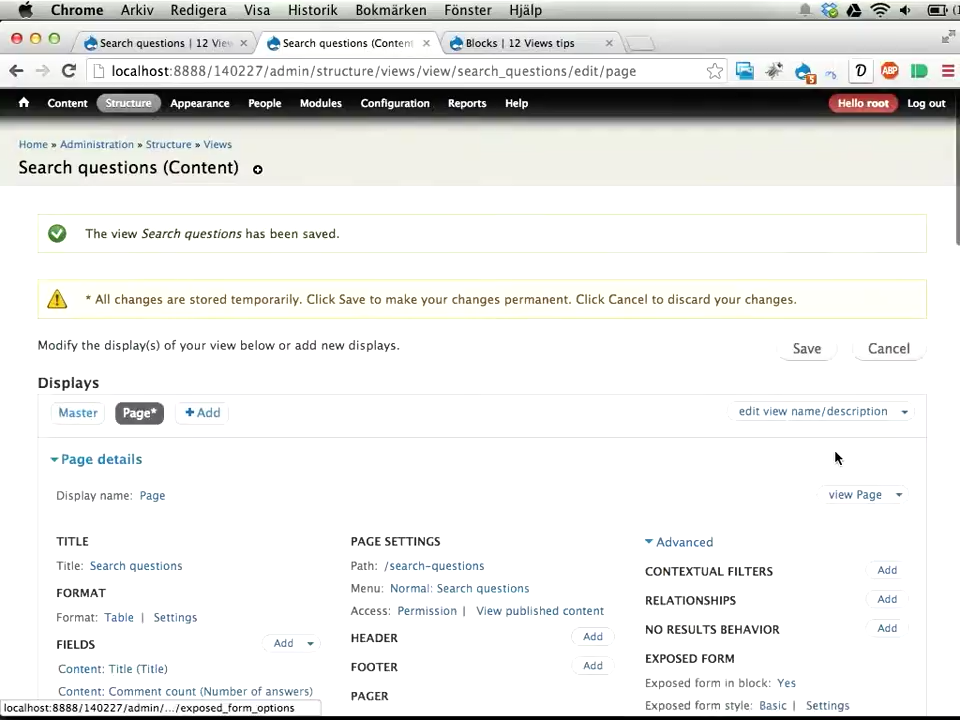 Chrome Arkiv Redigera Visa Historik Bokmärken Fönster Hjälp
Search questions | 12 View
Search questions (Content
Blocks | 12 Views tips
localhost:8888/140227/admin/structure/views/view/search_questions/edit/page
Content Structure Appearance People Modules Configuration Reports Help Hello root Log out
Home » Administration » Structure » Views
Search questions (Content)
The view Search questions has been saved.
* All changes are stored temporarily. Click Save to make your changes permanent. Click Cancel to discard your changes.
Modify the display(s) of your view below or add new displays.
Save Cancel
Displays
Master Page* + Add edit view name/description
Page details
Display name: Page view Page
TITLE
Title: Search questions
FORMAT
Format: Table | Settings
FIELDS Add
Content: Title (Title)
Content: Comment count (Number of answers)
PAGE SETTINGS
Path: /search-questions
Menu: Normal: Search questions
Access: Permission | View published content
HEADER Add
FOOTER Add
PAGER
Advanced
CONTEXTUAL FILTERS Add
RELATIONSHIPS Add
NO RESULTS BEHAVIOR Add
EXPOSED FORM
Exposed form in block: Yes
Exposed form style: Basic | Settings
localhost:8888/140227/admin/.../exposed_form_options